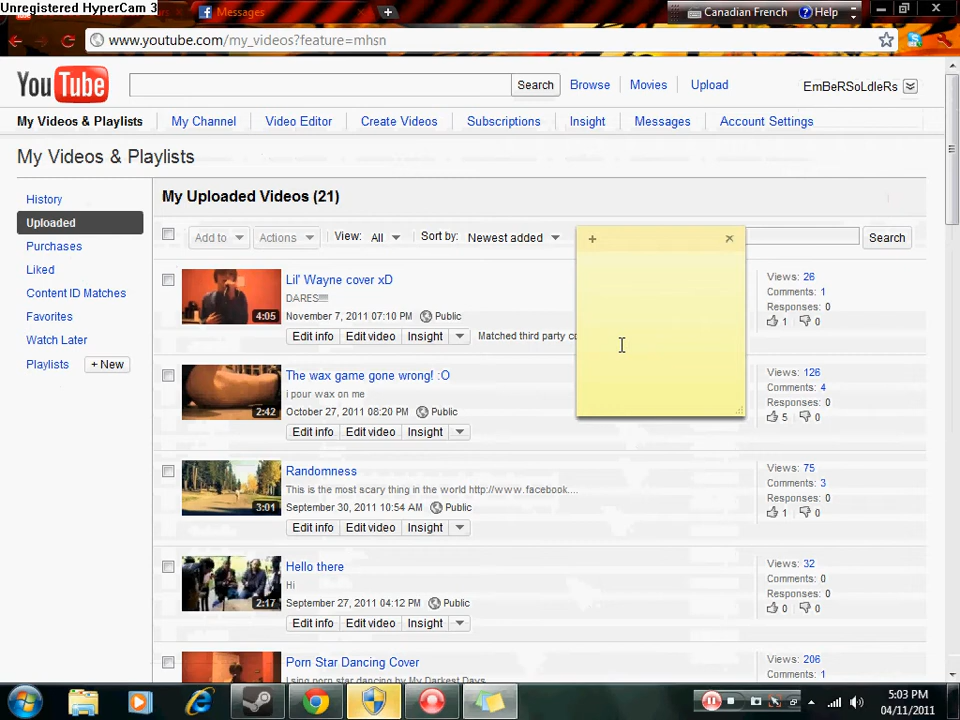 Unregistered HyperCam 3
Messages
Canadian French
Help
www.youtube.com/my_videos?feature=mhsn
YouTube
Search
Browse
Movies
Upload
EmBeRSoLdIeRs
My Videos & Playlists
My Channel
Video Editor
Create Videos
Subscriptions
Insight
Messages
Account Settings
My Videos & Playlists
History
Uploaded
Purchases
Liked
Content ID Matches
Favorites
Watch Later
Playlists
+ New
My Uploaded Videos (21)
Add to
Actions
View: All
Sort by: Newest added
Search
4:05
Lil' Wayne cover xD
DARES!!!!
November 7, 2011 07:10 PM Public
Edit info Edit video Insight
Matched third party
Views: 26
Comments: 1
Responses: 0
1 0
2:42
The wax game gone wrong! :O
i pour wax on me
October 27, 2011 08:20 PM Public
Edit info Edit video Insight
Views: 126
Comments: 4
Responses: 0
5 0
3:01
Randomness
This is the most scary thing in the world http://www.facebook....
September 30, 2011 10:54 AM Public
Edit info Edit video Insight
Views: 75
Comments: 3
Responses: 0
1 0
2:17
Hello there
Hi
September 27, 2011 04:12 PM Public
Edit info Edit video Insight
Views: 32
Comments: 0
Responses: 0
0 0
Porn Star Dancing Cover
porn star dancing by My Darkest Days
Views: 206
Comments: 1
5:03 PM
04/11/2011